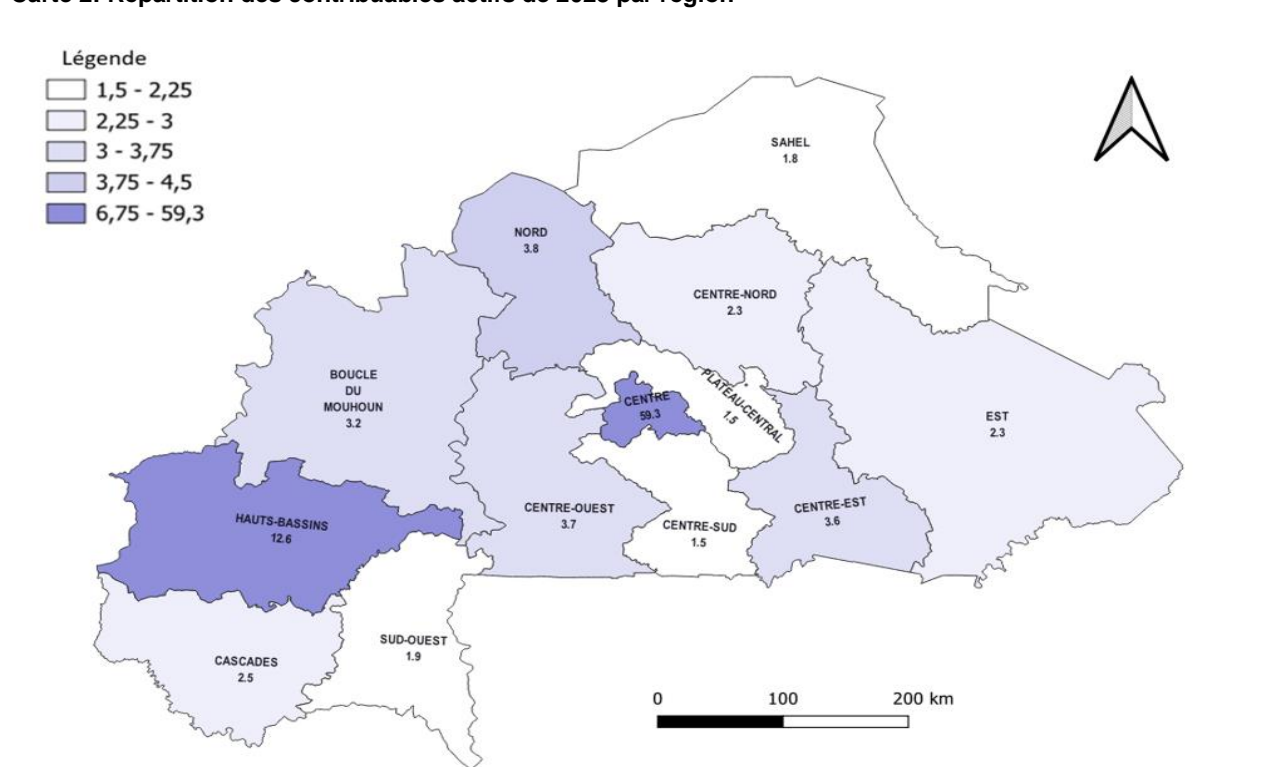 Légende
1,5 - 2,25
2,25 - 3
3 - 3,75
3,75 - 4,5
6,75 - 59,3
SAHEL
1.8
NORD
3.8
CENTRE-NORD
2.3
BOUCLE
DU
MOUHOUN
3.2
PLATEAU-CENTRAL
1.5
CENTRE
59.3
EST
2.3
HAUTS-BASSINS
12.6
CENTRE-OUEST
3.7
CENTRE-SUD
1.5
CENTRE-EST
3.6
SUD-OUEST
1.9
CASCADES
2.5
0 100 200 km